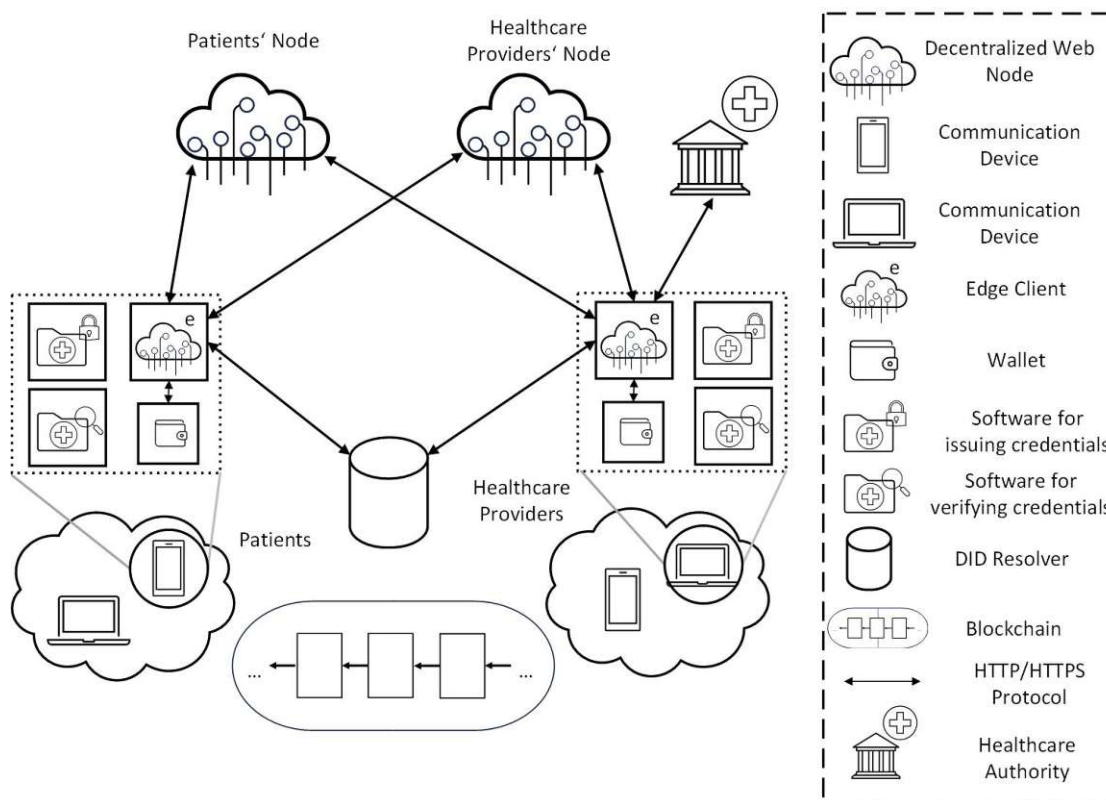 Patients‘ Node
Healthcare
Providers‘ Node
e
e
Healthcare
Providers
Patients
...
...
Decentralized Web
Node
Communication
Device
Communication
Device
e
Edge Client
Wallet
Software for
issuing credentials
Software for
verifying credentials
DID Resolver
Blockchain
HTTP/HTTPS
Protocol
Healthcare
Authority